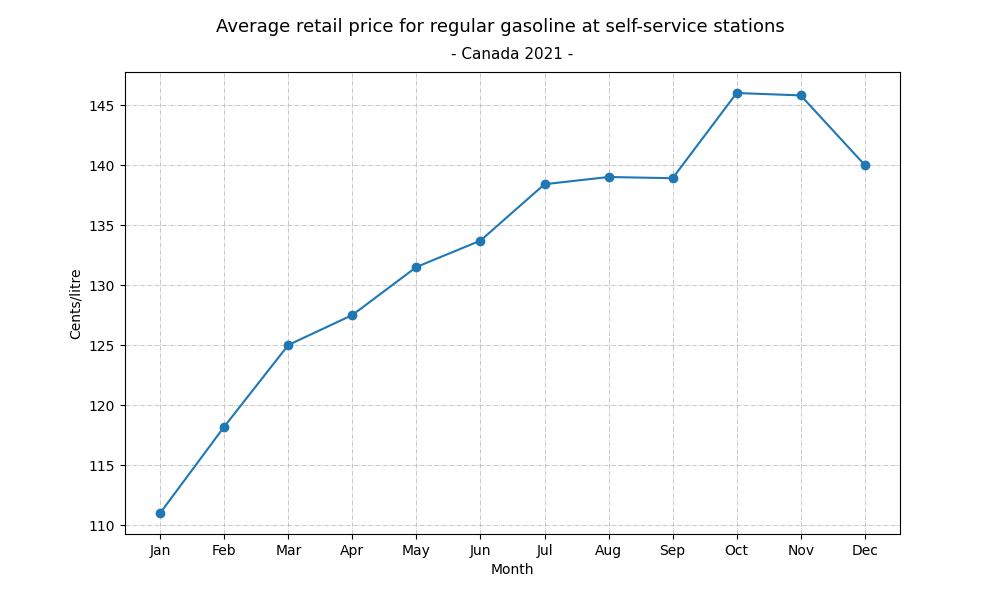 Average retail price for regular gasoline at self-service stations
- Canada 2021 -
145
140
135
130
125
120
115
110
Cents/litre
Jan Feb Mar Apr May Jun Jul Aug Sep Oct Nov Dec
Month